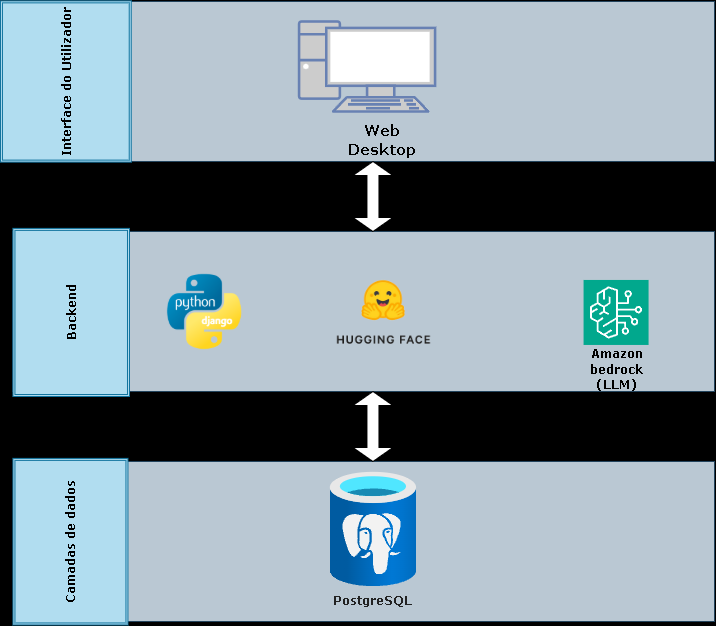 Interface do Utilizador
Web
Desktop
Backend
python
django
HUGGING FACE
Amazon
bedrock
(LLM)
Camadas de dados
PostgreSQL